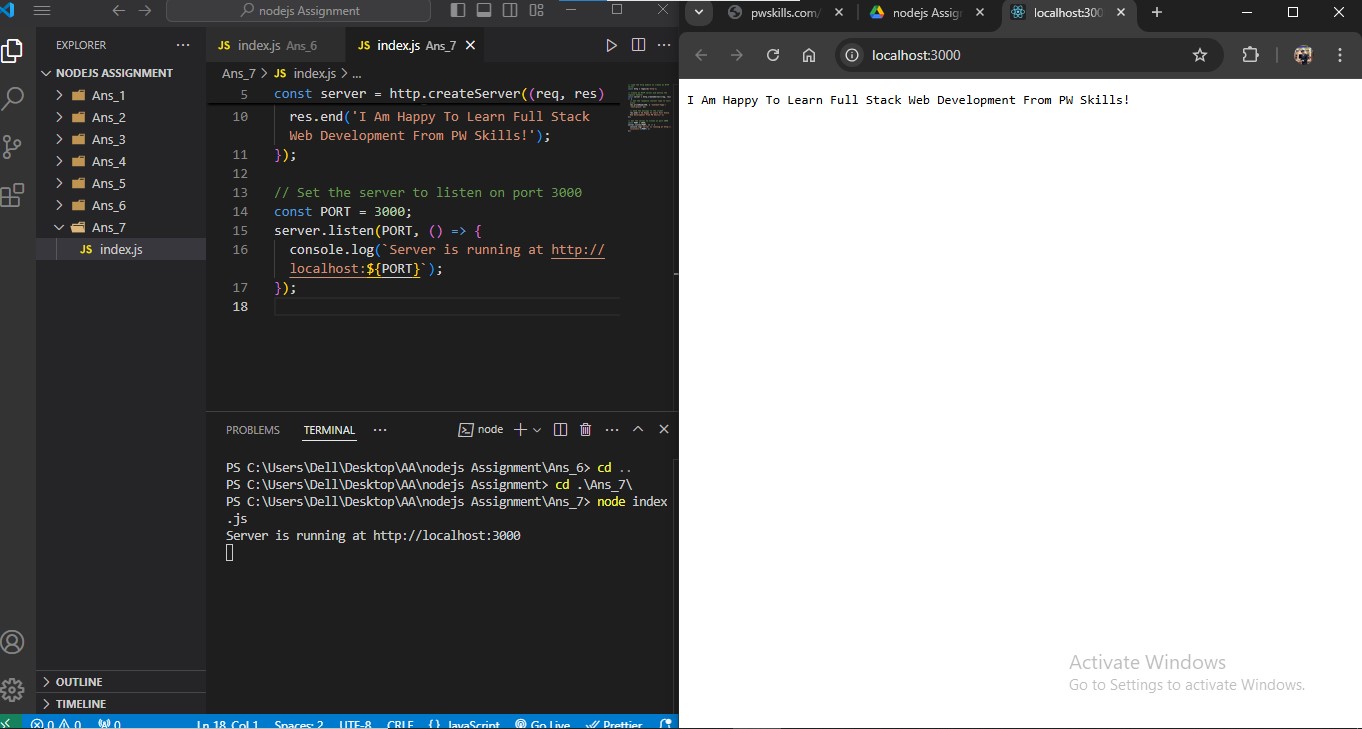 nodejs Assignment
EXPLORER
NODEJS ASSIGNMENT
Ans_1
Ans_2
Ans_3
Ans_4
Ans_5
Ans_6
Ans_7
JS index.js
OUTLINE
TIMELINE
JS index.js Ans_6
JS index.js Ans_7
Ans_7 > JS index.js > ...
5 const server = http.createServer((req, res)
10 res.end('I Am Happy To Learn Full Stack
Web Development From PW Skills!');
11 });
12
13 // Set the server to listen on port 3000
14 const PORT = 3000;
15 server.listen(PORT, () => {
16 console.log(`Server is running at http://
localhost:${PORT}`);
17 });
18
PROBLEMS TERMINAL ... node
PS C:\Users\Dell\Desktop\AA\nodejs Assignment\Ans_6> cd ..
PS C:\Users\Dell\Desktop\AA\nodejs Assignment> cd .\Ans_7\
PS C:\Users\Dell\Desktop\AA\nodejs Assignment\Ans_7> node index
.js
Server is running at http://localhost:3000
0 0 0 Ln 18, Col 1 Spaces: 2 UTF-8 CRLF {} JavaScript Go Live Prettier
pwskills.com/ nodejs Assig localhost:300
localhost:3000
I Am Happy To Learn Full Stack Web Development From PW Skills!
Activate Windows
Go to Settings to activate Windows.